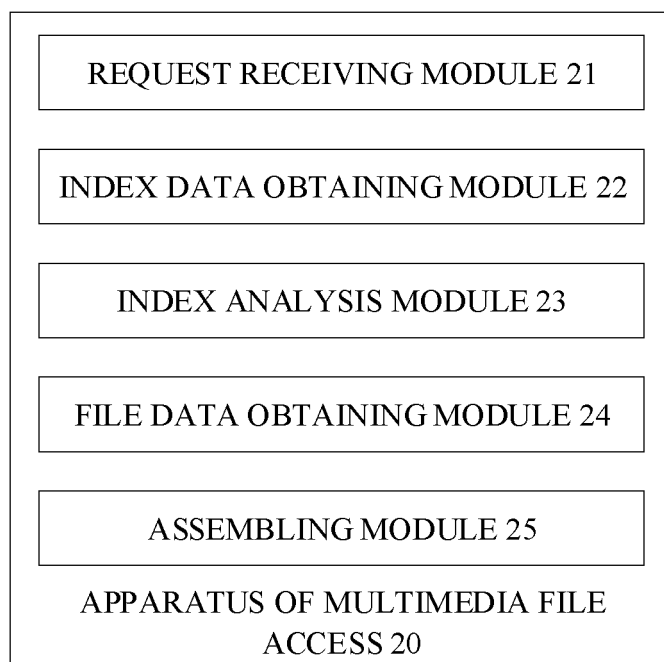 REQUEST RECEIVING MODULE 21
INDEX DATA OBTAINING MODULE 22
INDEX ANALYSIS MODULE 23
FILE DATA OBTAINING MODULE 24
ASSEMBLING MODULE 25
APPARATUS OF MULTIMEDIA FILE
ACCESS 20